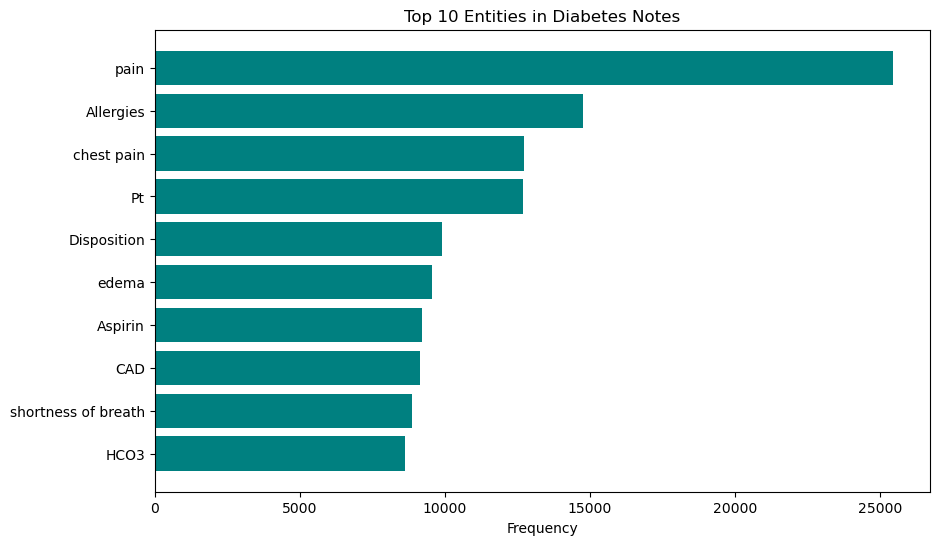 Top 10 Entities in Diabetes Notes
pain
Allergies
chest pain
Pt
Disposition
edema
Aspirin
CAD
shortness of breath
HCO3
0 5000 10000 15000 20000 25000
Frequency